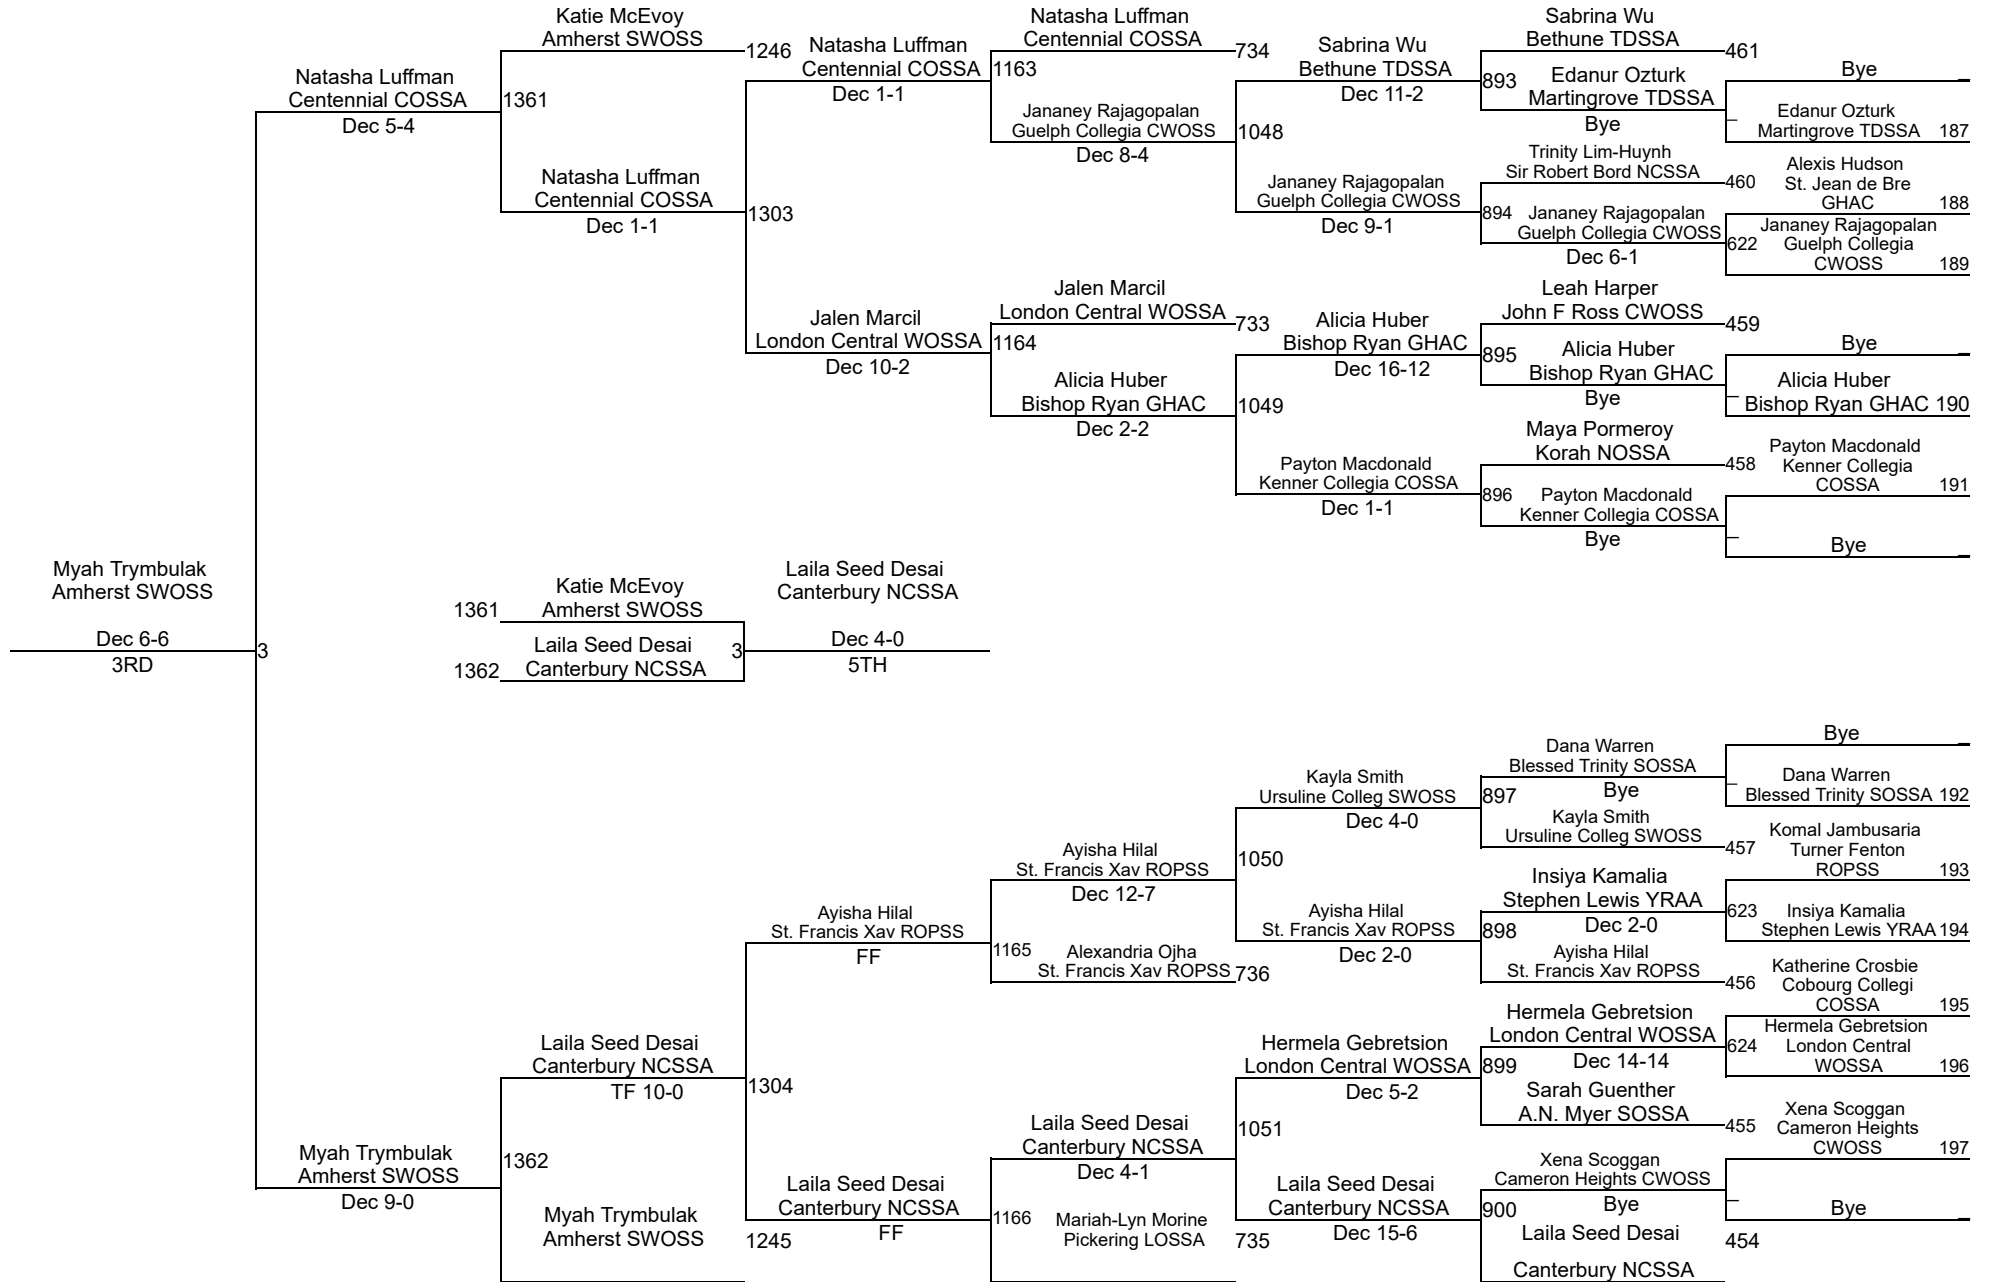 Katie McEvoy
Amherst SWOSS
1246
Natasha Luffman
Centennial COSSA
Dec 5-4
1361
Natasha Luffman
Centennial COSSA
Dec 1-1
Natasha Luffman
Centennial COSSA
Dec 1-1
1303
Jalen Marcil
London Central WOSSA
Dec 10-2
Natasha Luffman
Centennial COSSA
734
1163
Jananey Rajagopalan
Guelph Collegia CWOSS
Dec 8-4
Jalen Marcil
London Central WOSSA
733
1164
Alicia Huber
Bishop Ryan GHAC
Dec 2-2
Sabrina Wu
Bethune TDSSA
Dec 11-2
1048
Jananey Rajagopalan
Guelph Collegia CWOSS
Dec 9-1
Alicia Huber
Bishop Ryan GHAC
Dec 16-12
1049
Payton Macdonald
Kenner Collegia COSSA
Dec 1-1
Sabrina Wu
Bethune TDSSA
461
893
Edanur Ozturk
Martingrove TDSSA
Bye
Trinity Lim-Huynh
Sir Robert Bord NCSSA
460
894
Jananey Rajagopalan
Guelph Collegia CWOSS
Dec 6-1
Leah Harper
John F Ross CWOSS
459
895
Alicia Huber
Bishop Ryan GHAC
Bye
Maya Pormeroy
Korah NOSSA
458
896
Payton Macdonald
Kenner Collegia COSSA
Bye
Bye
Edanur Ozturk
Martingrove TDSSA 187
Alexis Hudson
St. Jean de Bre
GHAC 188
622
Jananey Rajagopalan
Guelph Collegia
CWOSS 189
Bye
Alicia Huber
Bishop Ryan GHAC 190
Payton Macdonald
Kenner Collegia
COSSA 191
Bye
Myah Trymbulak
Amherst SWOSS
Dec 6-6
3RD
3
1361
Katie McEvoy
Amherst SWOSS
Laila Seed Desai
Canterbury NCSSA
1362
3
Laila Seed Desai
Canterbury NCSSA
Dec 4-0
5TH
Myah Trymbulak
Amherst SWOSS
Dec 9-0
Laila Seed Desai
Canterbury NCSSA
TF 10-0
1362
Myah Trymbulak
Amherst SWOSS
1245
Ayisha Hilal
St. Francis Xav ROPSS
FF
1304
Laila Seed Desai
Canterbury NCSSA
FF
Ayisha Hilal
St. Francis Xav ROPSS
Dec 12-7
1165
Alexandria Ojha
St. Francis Xav ROPSS
736
Laila Seed Desai
Canterbury NCSSA
Dec 4-1
1166
Mariah-Lyn Morine
Pickering LOSSA
735
Kayla Smith
Ursuline Colleg SWOSS
Dec 4-0
1050
Ayisha Hilal
St. Francis Xav ROPSS
Dec 2-0
Hermela Gebretsion
London Central WOSSA
Dec 5-2
1051
Laila Seed Desai
Canterbury NCSSA
Dec 15-6
Dana Warren
Blessed Trinity SOSSA
Bye
897
Kayla Smith
Ursuline Colleg SWOSS
457
Insiya Kamalia
Stephen Lewis YRAA
Dec 2-0
898
Ayisha Hilal
St. Francis Xav ROPSS
456
Hermela Gebretsion
London Central WOSSA
Dec 14-14
899
Sarah Guenther
A.N. Myer SOSSA
455
Xena Scoggan
Cameron Heights CWOSS
Bye
900
Laila Seed Desai
Canterbury NCSSA
454
Bye
Dana Warren
Blessed Trinity SOSSA 192
Komal Jambusaria
Turner Fenton
ROPSS 193
623
Insiya Kamalia
Stephen Lewis YRAA 194
Katherine Crosbie
Cobourg Collegi
COSSA 195
624
Hermela Gebretsion
London Central
WOSSA 196
Xena Scoggan
Cameron Heights
CWOSS 197
Bye